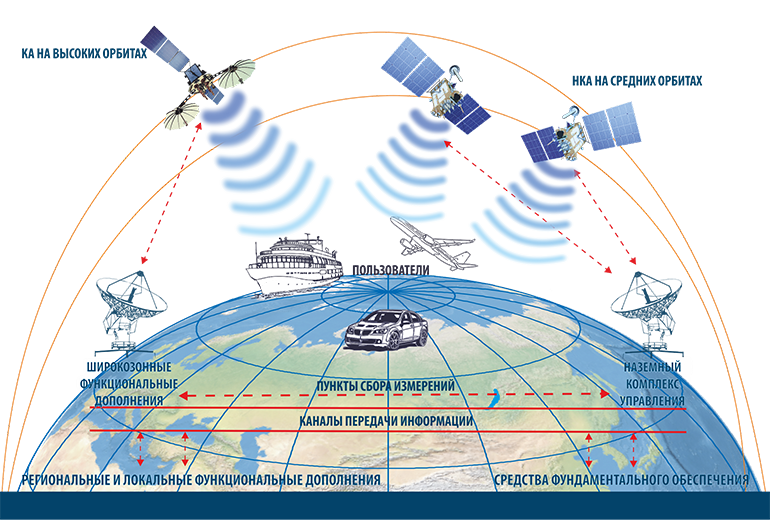 КА НА ВЫСОКИХ ОРБИТАХ
НКА НА СРЕДНИХ ОРБИТАХ
ПОЛЬЗОВАТЕЛИ
ШИРОКОЗОННЫЕ
ФУНКЦИОНАЛЬНЫЕ
ДОПОЛНЕНИЯ
ПУНКТЫ СБОРА ИЗМЕРЕНИЙ
НАЗЕМНЫЙ
КОМПЛЕКС
УПРАВЛЕНИЯ
КАНАЛЫ ПЕРЕДАЧИ ИНФОРМАЦИИ
РЕГИОНАЛЬНЫЕ И ЛОКАЛЬНЫЕ ФУНКЦИОНАЛЬНЫЕ ДОПОЛНЕНИЯ
СРЕДСТВА ФУНДАМЕНТАЛЬНОГО ОБЕСПЕЧЕНИЯ